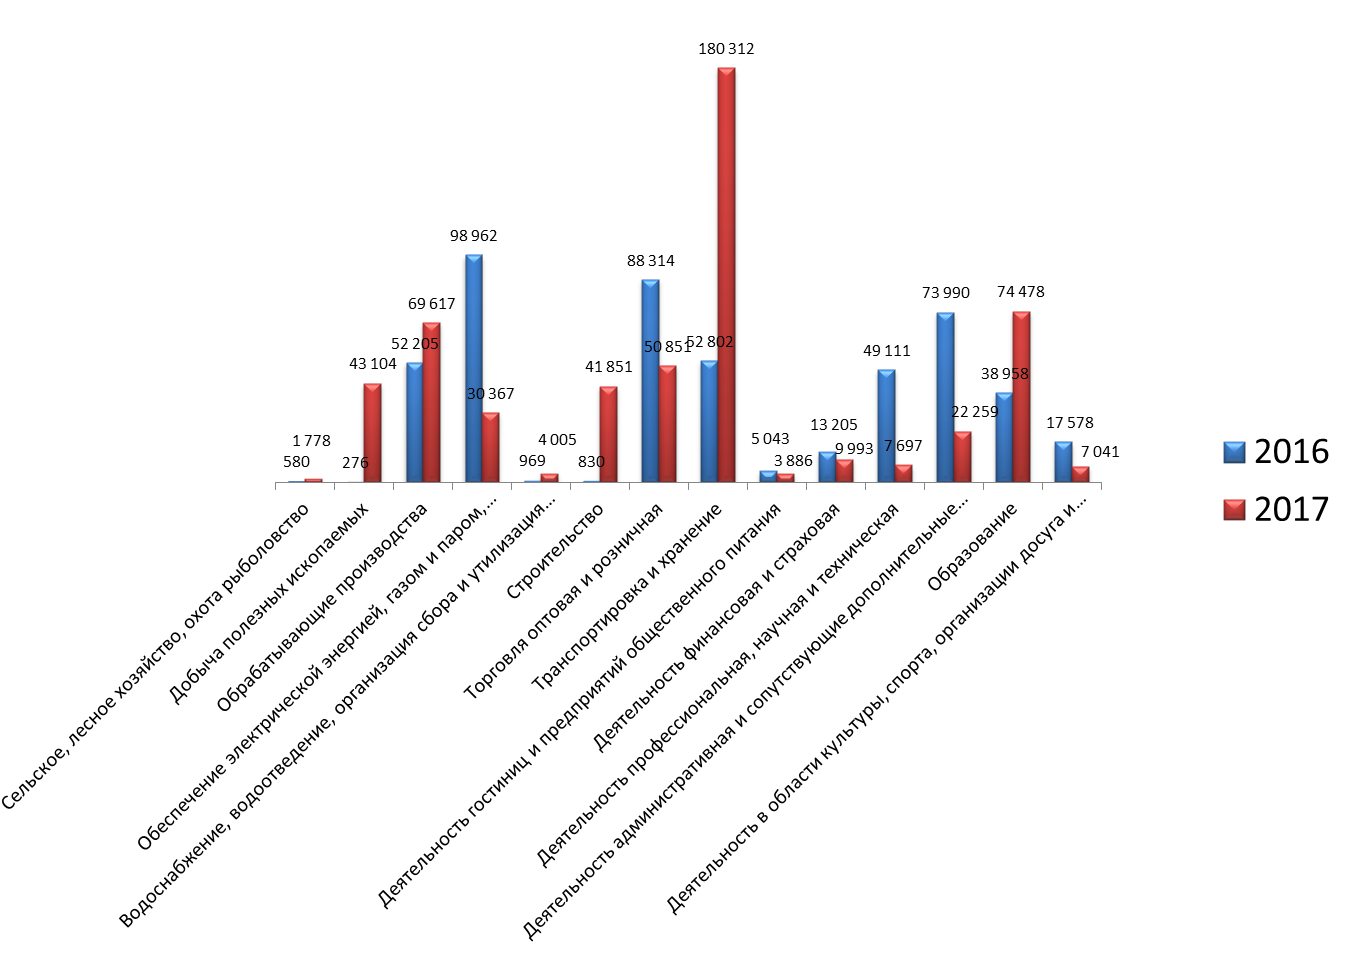 180 312
98 962
88 314
69 617
73 990
74 478
52 205
50 851
52 802
49 111
43 104
41 851
38 958
30 367
22 259
17 578
13 205
1 778
580
276
969
4 005
830
5 043
3 886
9 993
7 697
7 041
2016
2017
Сельское, лесное хозяйство, охота рыболовство
Добыча полезных ископаемых
Обрабатывающие производства
Обеспечение электрической энергией, газом и паром,...
Водоснабжение, водоотведение, организация сбора и утилизация...
Строительство
Торговля оптовая и розничная
Транспортировка и хранение
Деятельность гостиниц и предприятий общественного питания
Деятельность финансовая и страховая
Деятельность профессиональная, научная и техническая
Деятельность административная и сопутствующие дополнительные...
Образование
Деятельность в области культуры, спорта, организации досуга и...